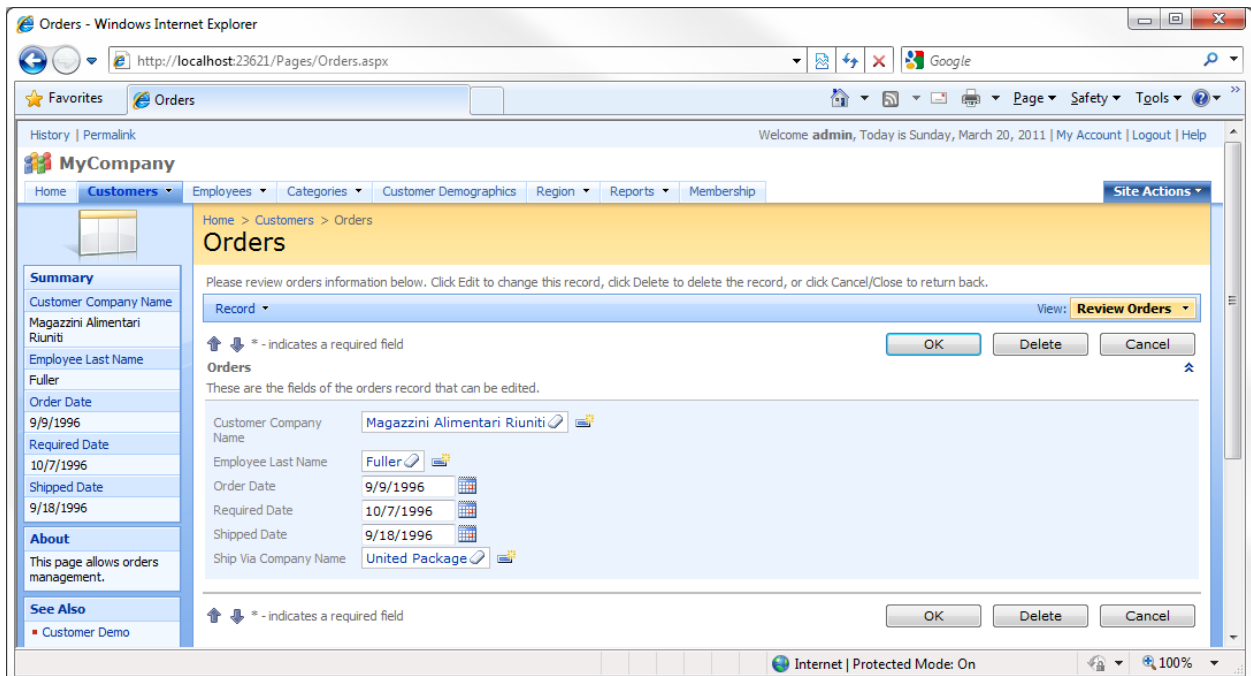 Orders - Windows Internet Explorer
http://localhost:23621/Pages/Orders.aspx
Google
Favorites
Orders
Page
Safety
Tools
History | Permalink
Welcome admin, Today is Sunday, March 20, 2011 | My Account | Logout | Help
MyCompany
Home Customers Employees Categories Customer Demographics Region Reports Membership Site Actions
Home > Customers > Orders
Orders
Summary
Customer Company Name
Magazzini Alimentari
Riuniti
Employee Last Name
Fuller
Order Date
9/9/1996
Required Date
10/7/1996
Shipped Date
9/18/1996
About
This page allows orders
management.
See Also
Customer Demo
Please review orders information below. Click Edit to change this record, click Delete to delete the record, or click Cancel/Close to return back.
Record
View: Review Orders
* - indicates a required field
OK Delete Cancel
Orders
These are the fields of the orders record that can be edited.
Customer Company
Name
Magazzini Alimentari Riuniti
Employee Last Name Fuller
Order Date 9/9/1996
Required Date 10/7/1996
Shipped Date 9/18/1996
Ship Via Company Name United Package
* - indicates a required field
OK Delete Cancel
Internet | Protected Mode: On
100%